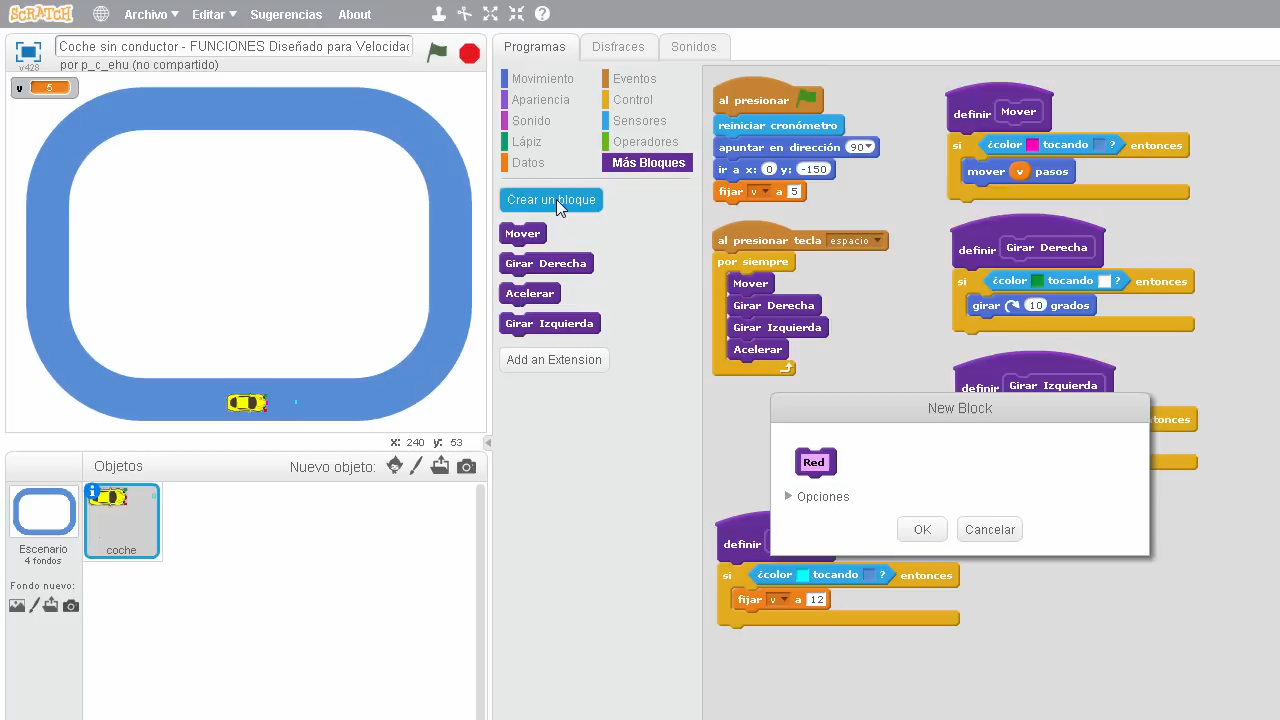 SCRATCH
Archivo
Editar
Sugerencias
About
v428
Coche sin conductor - FUNCIONES Diseñado para Velocidad
por p_c_ehu (no compartido)
v 5
x: 240 y: 53
Objetos
Nuevo objeto:
Escenario
4 fondos
Fondo nuevo:
coche
Programas
Disfraces
Sonidos
Movimiento
Apariencia
Sonido
Lápiz
Datos
Eventos
Control
Sensores
Operadores
Más Bloques
Crear un bloque
Mover
Girar Derecha
Acelerar
Girar Izquierda
Add an Extension
al presionar
reiniciar cronómetro
apuntar en dirección 90
ir a x: 0 y: -150
fijar v a 5
al presionar tecla espacio
por siempre
Mover
Girar Derecha
Girar Izquierda
Acelerar
definir Mover
si ¿color tocando ? entonces
mover v pasos
definir Girar Derecha
si ¿color tocando ? entonces
girar 10 grados
definir Girar Izquierda
tonces
New Block
Red
Opciones
OK
Cancelar
definir
si ¿color tocando ? entonces
fijar v a 12